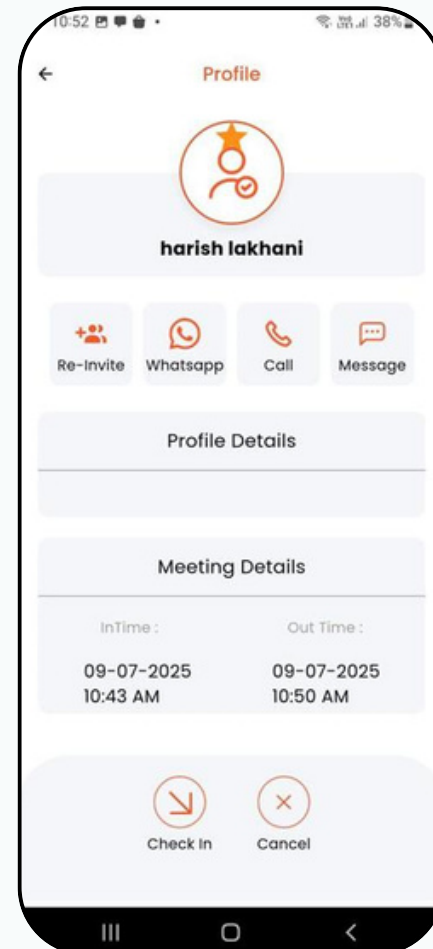 10:52
38%
Profile
harish lakhani
Re-Invite Whatsapp Call Message
Profile Details
Meeting Details
InTime : Out Time :
09-07-2025 09-07-2025
10:43 AM 10:50 AM
Check In Cancel